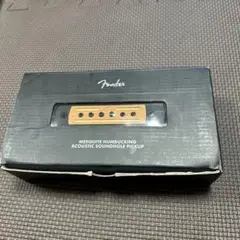 Fender
MESQUITE HUMBUCKING
ACOUSTIC SOUNDHOLE PICKUP